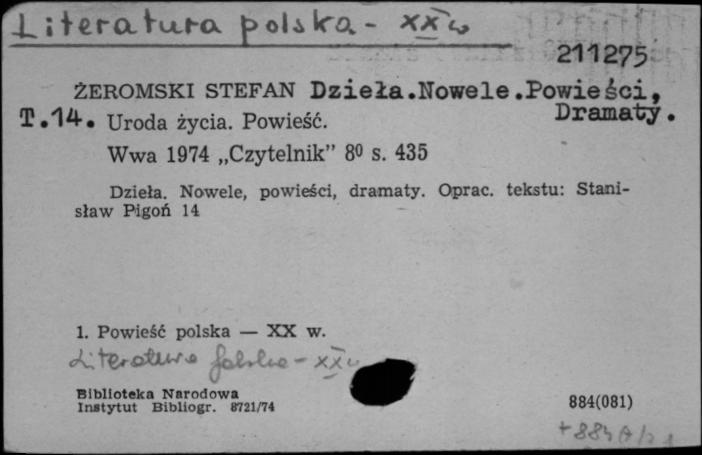 Literatura polska - XX w
211275
ŻEROMSKI STEFAN Dzieła.Nowele.Powieści,
Dramaty.
T.14. Uroda życia. Powieść.
Wwa 1974 „Czytelnik” 8⁰ s. 435
Dzieła. Nowele, powieści, dramaty. Oprac. tekstu: Stani-
sław Pigoń 14
1. Powieść polska — XX w.
Literatura polska - XX w
Biblioteka Narodowa
Instytut Bibliogr. 8721/74
884(081)